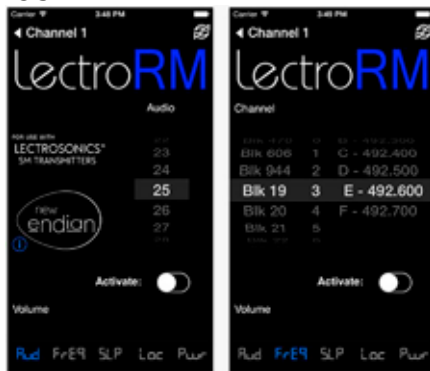 Carrier 3:48 PM
Channel 1
LectroRM
Audio
FOR USE WITH
LECTROSONICS®
SM TRANSMITTERS
23
24
25
26
27
new
endian
Activate:
Volume
Aud FrEq SLP Loc Pwr
Carrier 3:48 PM
Channel 1
LectroRM
Channel
Blk 606 1 C - 492.400
Blk 944 2 D - 492.500
Blk 19 3 E - 492.600
Blk 20 4 F - 492.700
Blk 21 5
Activate:
Volume
Aud FrEq SLP Loc Pwr